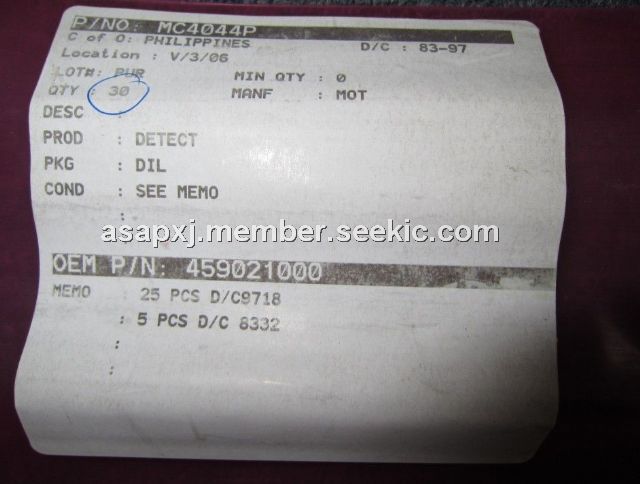 P/NO: MC4044P
C of O: PHILIPPINES D/C : 83-97
Location : V/3/06
LOT#: PUR MIN QTY : 0
QTY : 30 MANF : MOT
DESC :
PROD : DETECT
PKG : DIL
COND : SEE MEMO
:
asapxj.member.seekic.com
OEM P/N: 459021000
MEMO : 25 PCS D/C9718
: 5 PCS D/C 8332
:
: